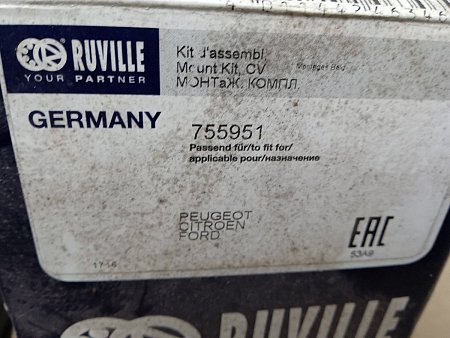 RUVILLE
YOUR PARTNER
Kit d'assembl
Mount Kit, CV
МОНТаЖ. КОМПЛ.
GERMANY
755951
Passend für/to fit for/
applicable pour/назначение
PEUGEOT
CITROEN
FORD
EAC
53A9
RUVILLE